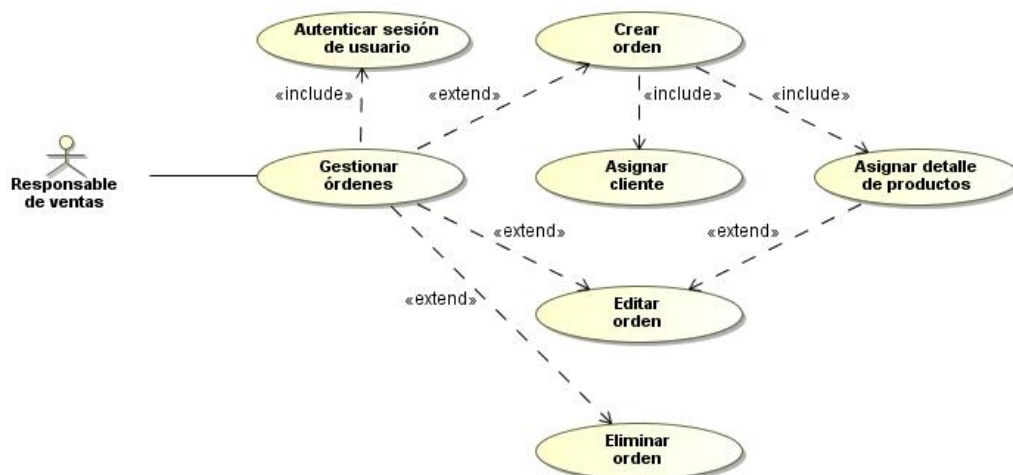 Autenticar sesión
de usuario
Crear
orden
«include»
«extend»
«include»
«include»
Responsable
de ventas
Gestionar
órdenes
Asignar
cliente
Asignar detalle
de productos
«extend»
«extend»
«extend»
Editar
orden
Eliminar
orden